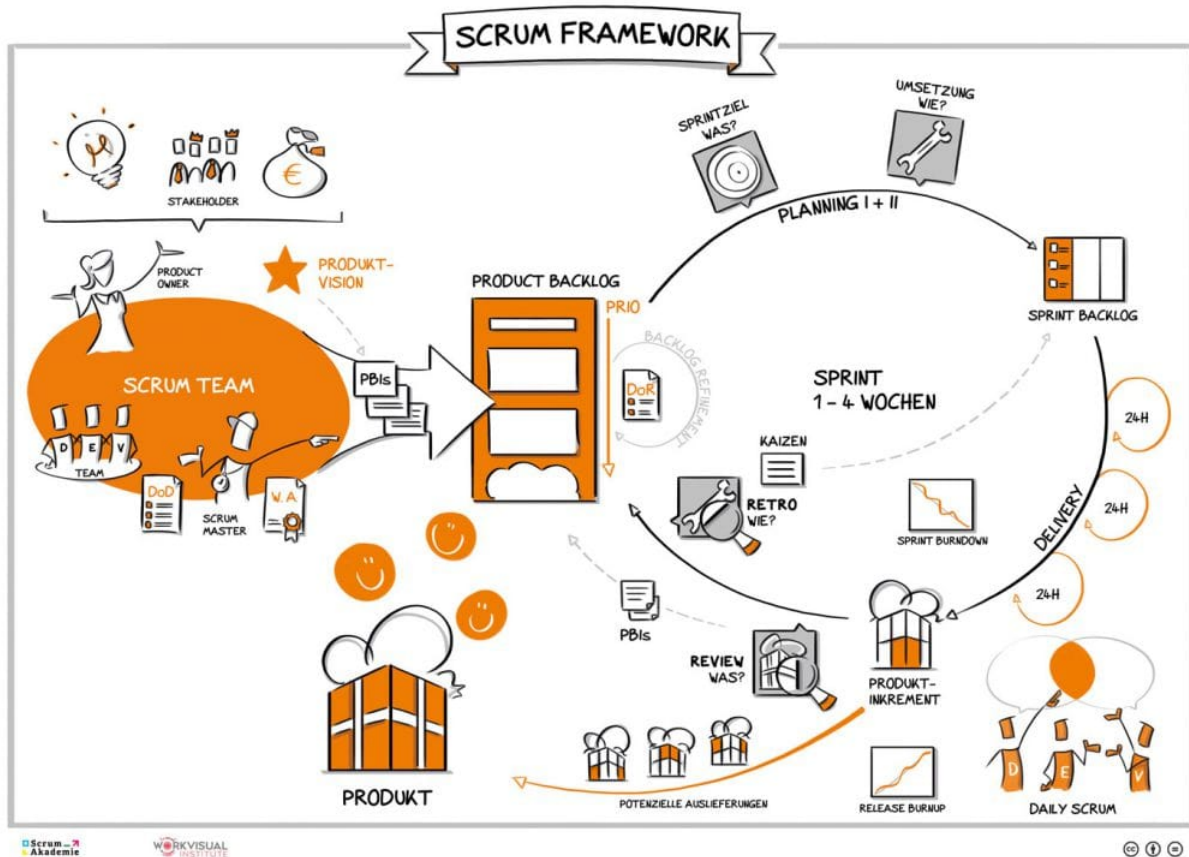 SCRUM FRAMEWORK
STAKEHOLDER
€
PRODUCT
OWNER
PRODUKT-
VISION
SCRUM TEAM
D E V
TEAM
DoD
SCRUM
MASTER
W. A.
PBIs
PRODUCT BACKLOG
PRIO
DoR
BACKLOG REFINEMENT
SPRINTZIEL
WAS?
UMSETZUNG
WIE?
PLANNING I + II
SPRINT BACKLOG
SPRINT
1 - 4 WOCHEN
24H
24H
24H
DELIVERY
KAIZEN
RETRO
WIE?
SPRINT BURNDOWN
PBIs
REVIEW
WAS?
PRODUKT-
INKREMENT
PRODUKT
POTENZIELLE AUSLIEFERUNGEN
RELEASE BURNUP
D E V
DAILY SCRUM
Scrum
Akademie
WORKVISUAL
INSTITUTE
cc